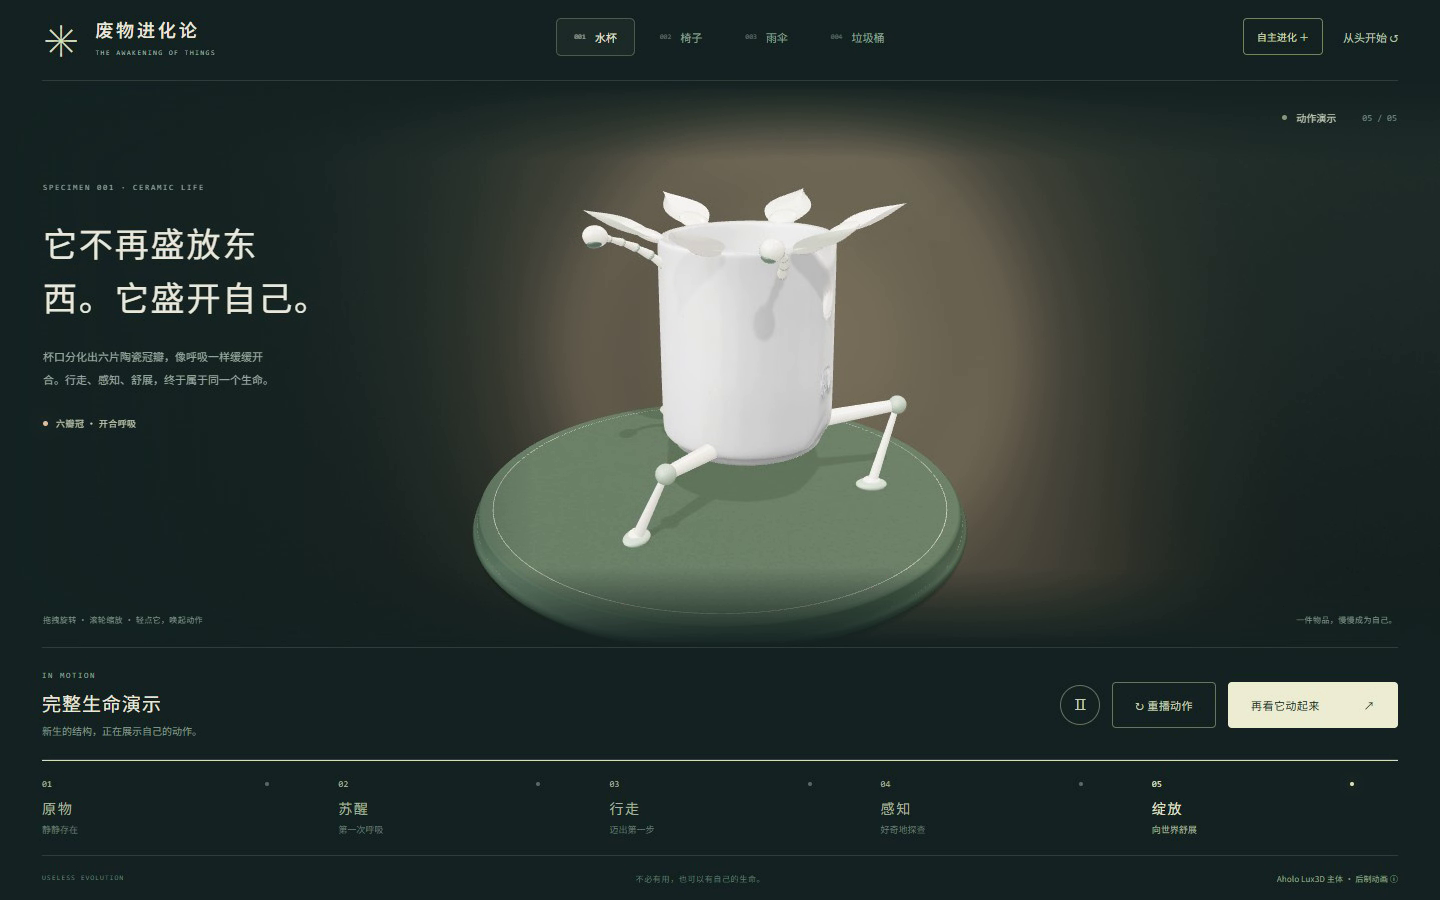 废物进化论
THE AWAKENING OF THINGS
001 水杯
002 椅子
003 雨伞
004 垃圾桶
自主进化 +
从头开始 ↺
动作演示 05 / 05
SPECIMEN 001 · CERAMIC LIFE
它不再盛放东
西。它盛开自己。
杯口分化出六片陶瓷冠瓣，像呼吸一样缓缓开
合。行走、感知、舒展，终于属于同一个生命。
六瓣冠 · 开合呼吸
拖拽旋转 · 滚轮缩放 · 轻点它，唤起动作
一件物品，慢慢成为自己。
IN MOTION
完整生命演示
新生的结构，正在展示自己的动作。
↻ 重播动作
再看它动起来 ↗
01
原物
静静存在
02
苏醒
第一次呼吸
03
行走
迈出第一步
04
感知
好奇地探查
05
绽放
向世界舒展
USELESS EVOLUTION
不必有用，也可以有自己的生命。
Aholo Lux3D 主体 · 后制动画 ⓘ